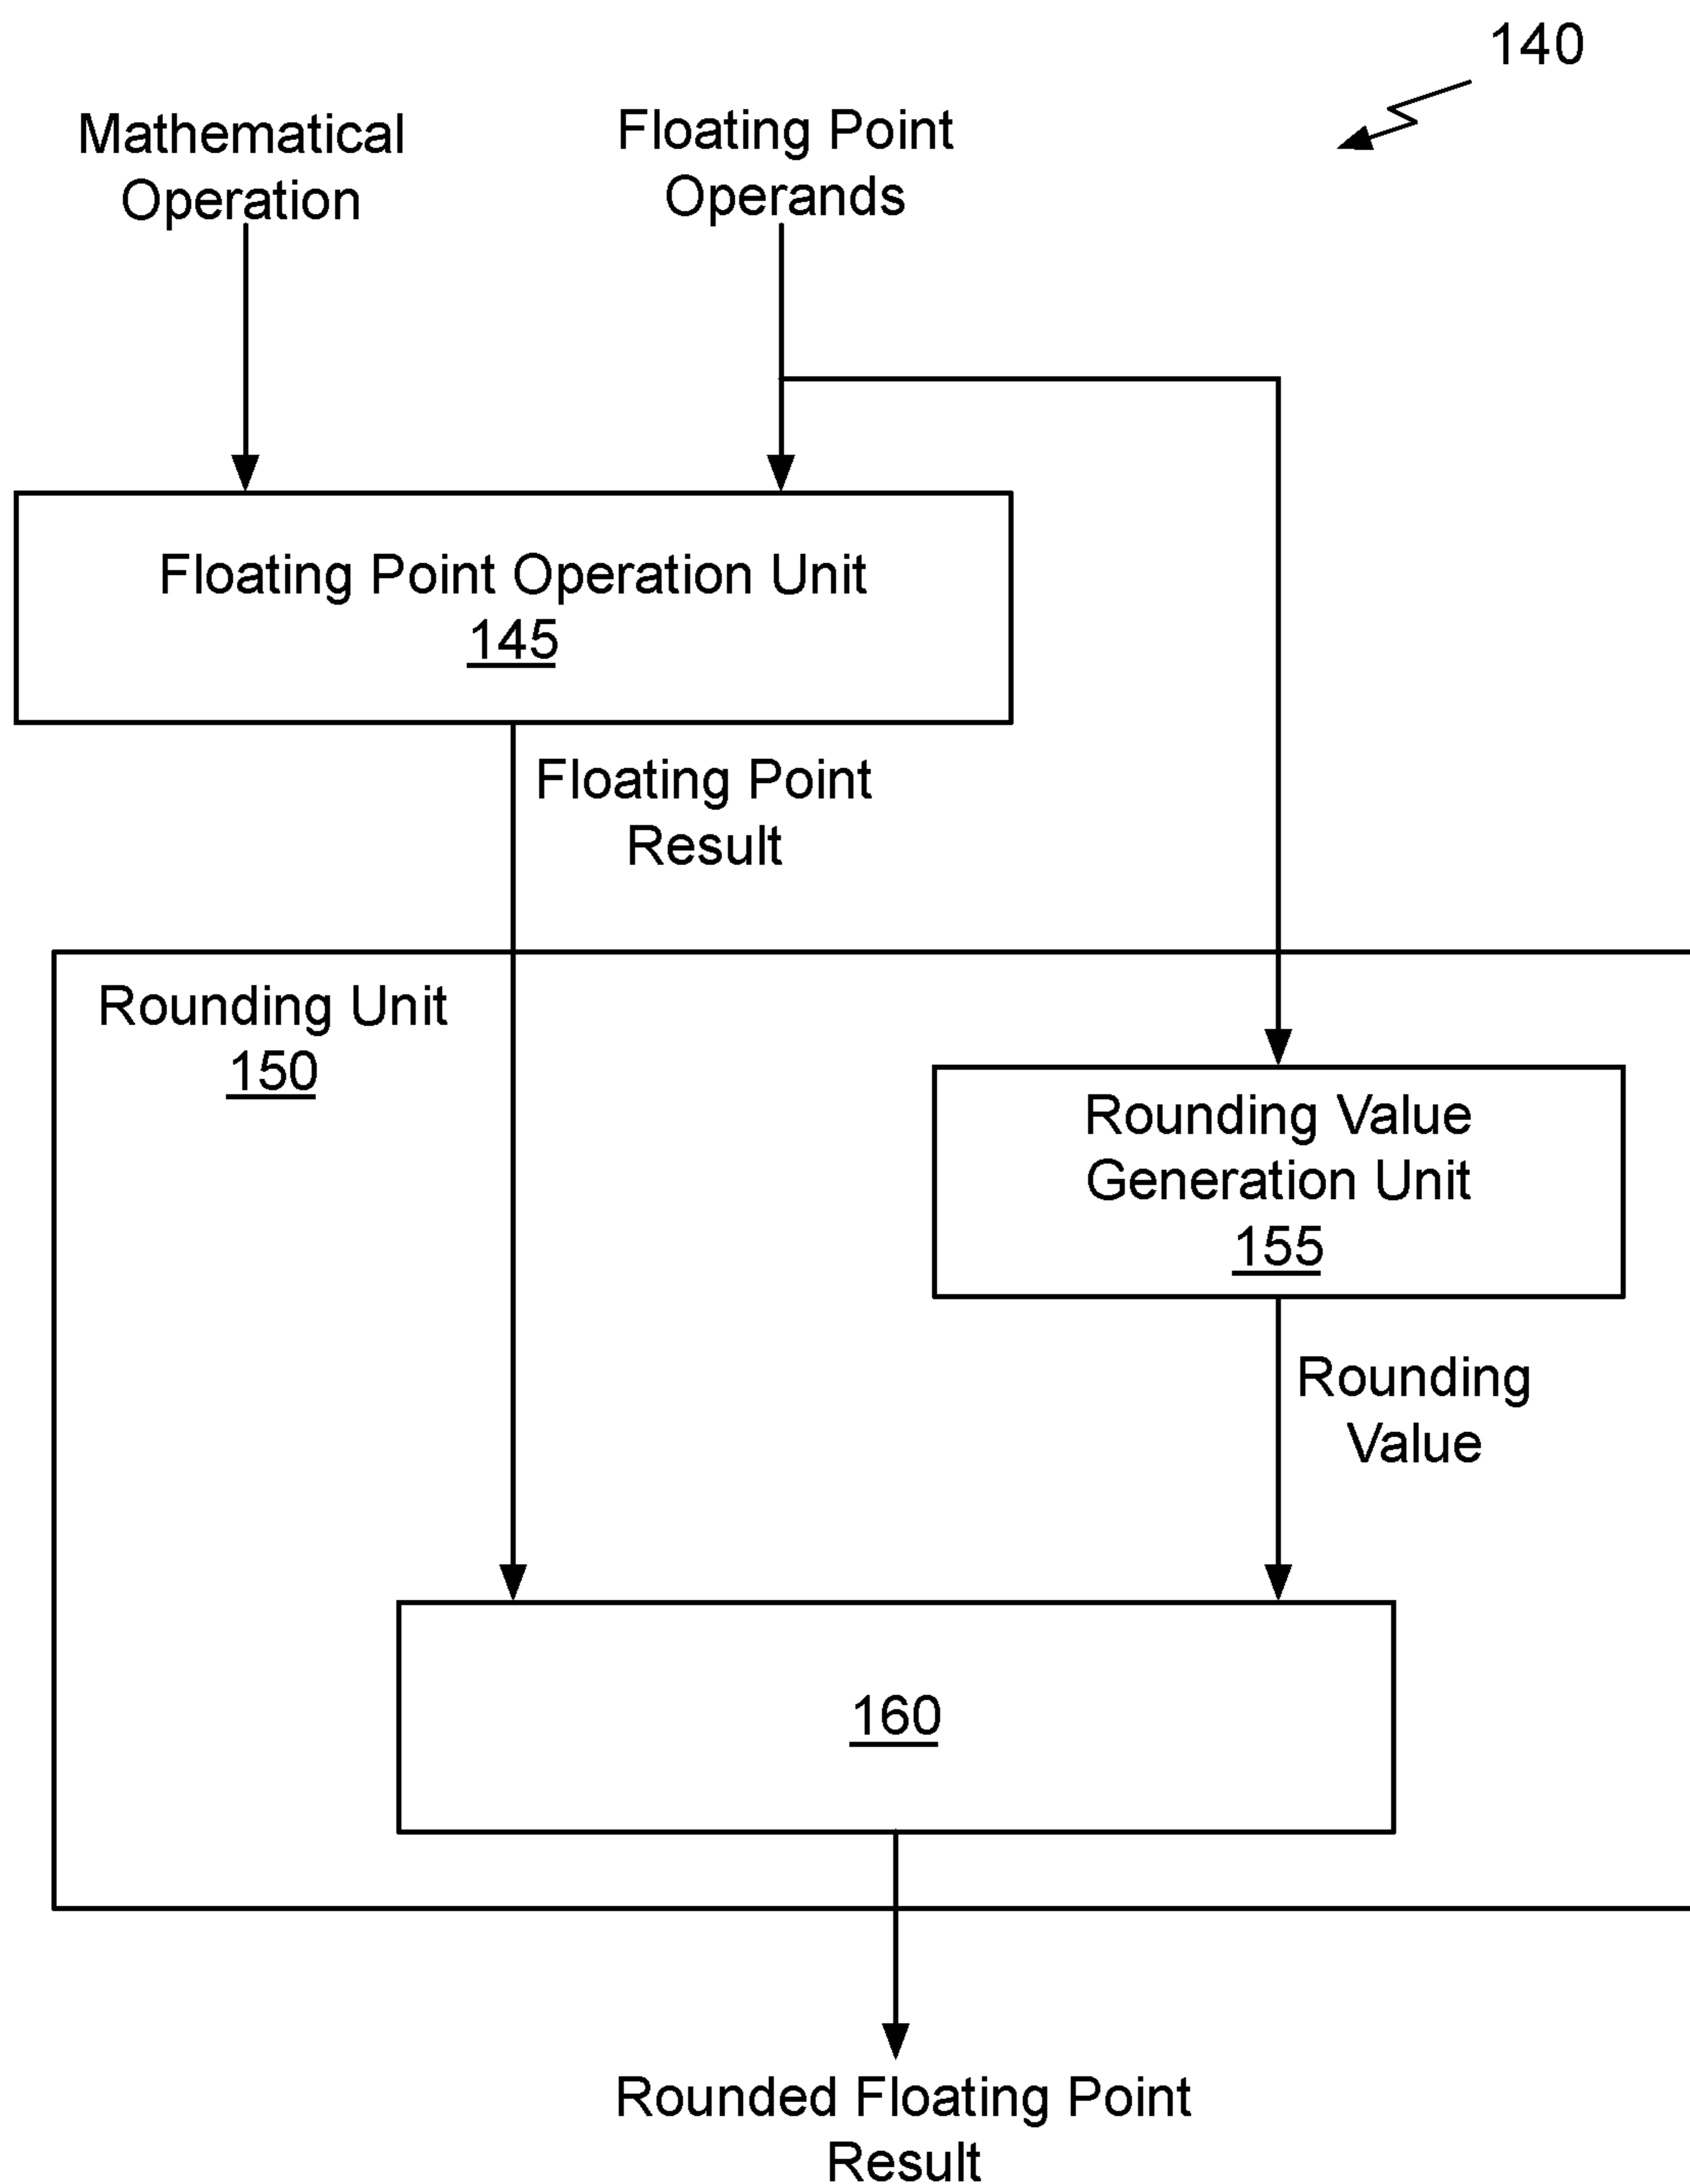 140
Mathematical
Operation
Floating Point
Operands
Floating Point Operation Unit
145
Floating Point
Result
Rounding Unit
150
Rounding Value
Generation Unit
155
Rounding
Value
160
Rounded Floating Point
Result